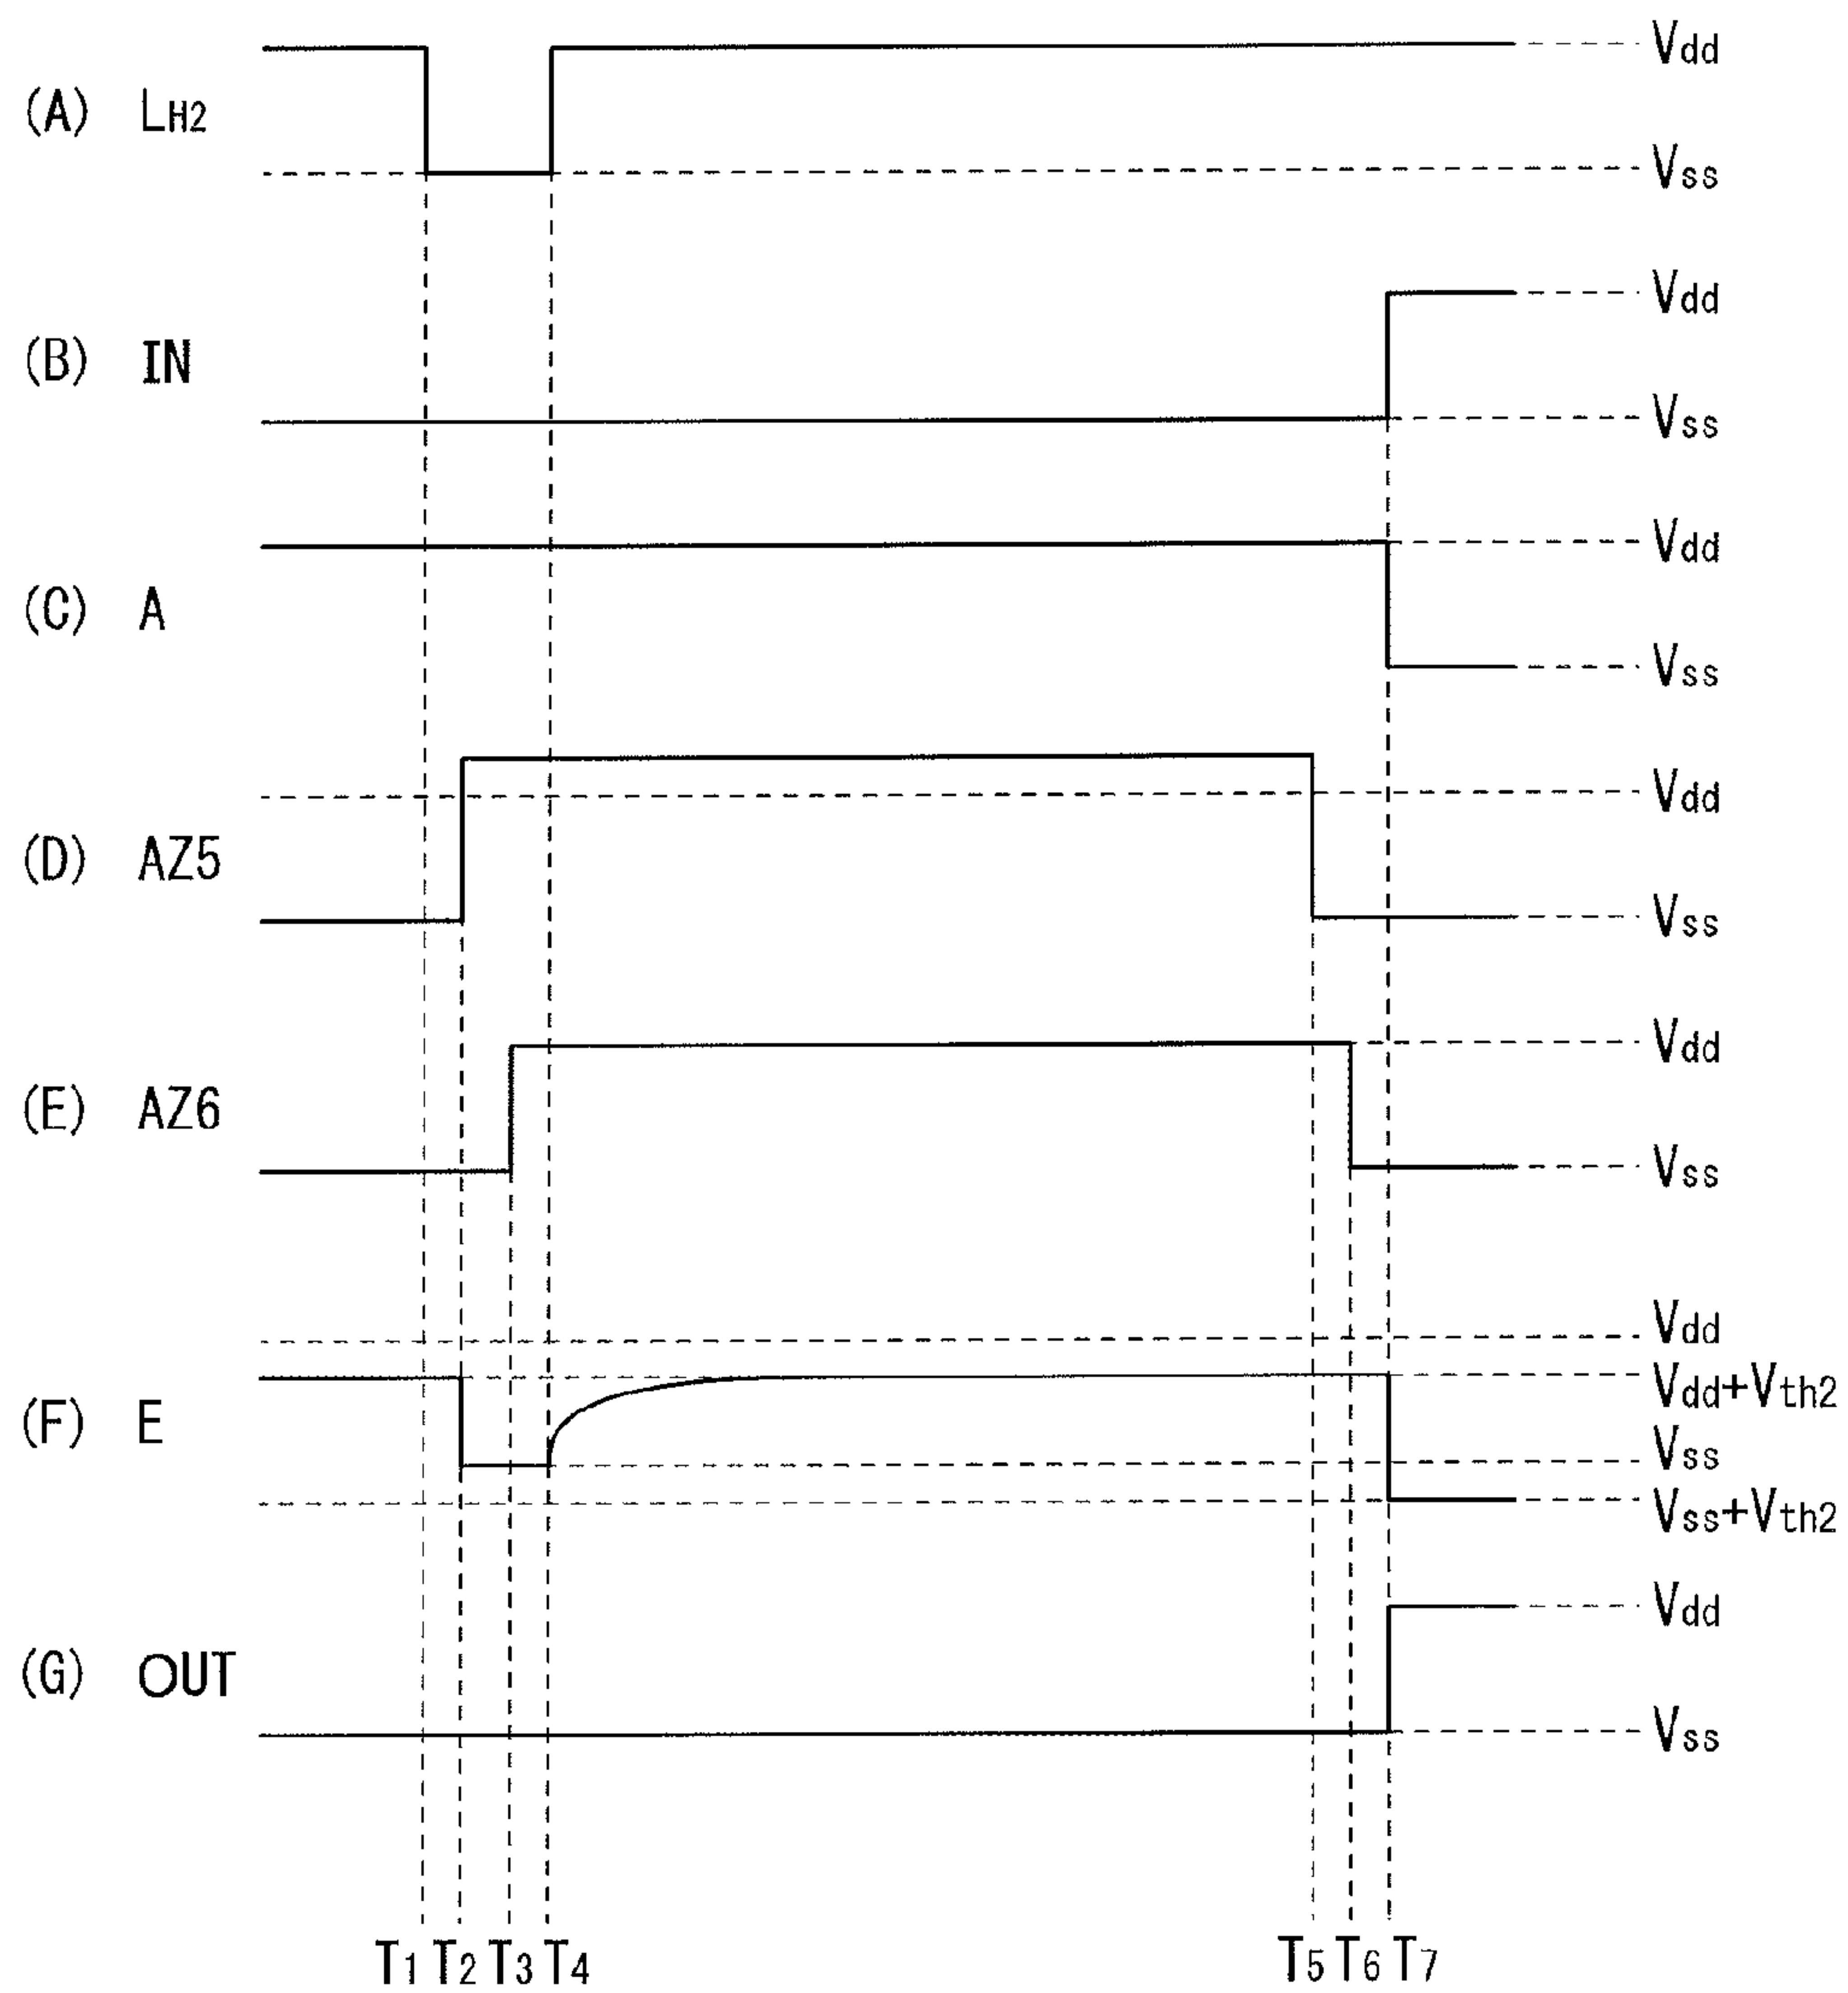 (A) LH2 Vdd
Vss
(B) IN Vdd
Vss
(C) A Vdd
Vss
(D) AZ5 Vdd
Vss
(E) AZ6 Vdd
Vss
(F) E Vdd
Vdd+Vth2
Vss
Vss+Vth2
(G) OUT Vdd
Vss
T1 T2 T3 T4 T5 T6 T7